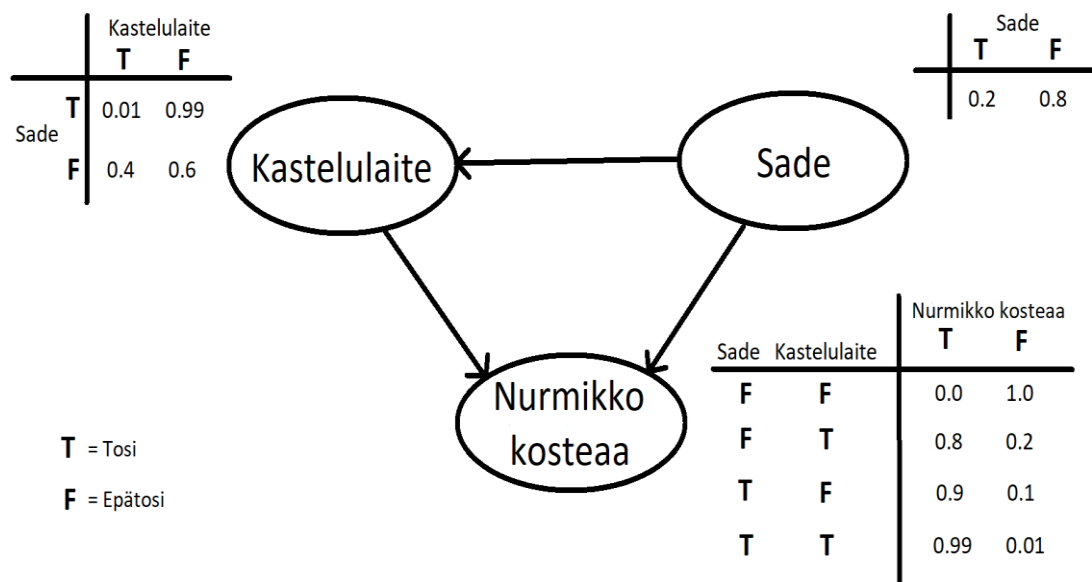 Kastelulaite
T F
T 0.01 0.99
Sade
F 0.4 0.6
Sade
T F
0.2 0.8
Kastelulaite
Sade
Nurmikko
kosteaa
Nurmikko kosteaa
Sade Kastelulaite T F
F F 0.0 1.0
F T 0.8 0.2
T F 0.9 0.1
T T 0.99 0.01
T = Tosi
F = Epätosi